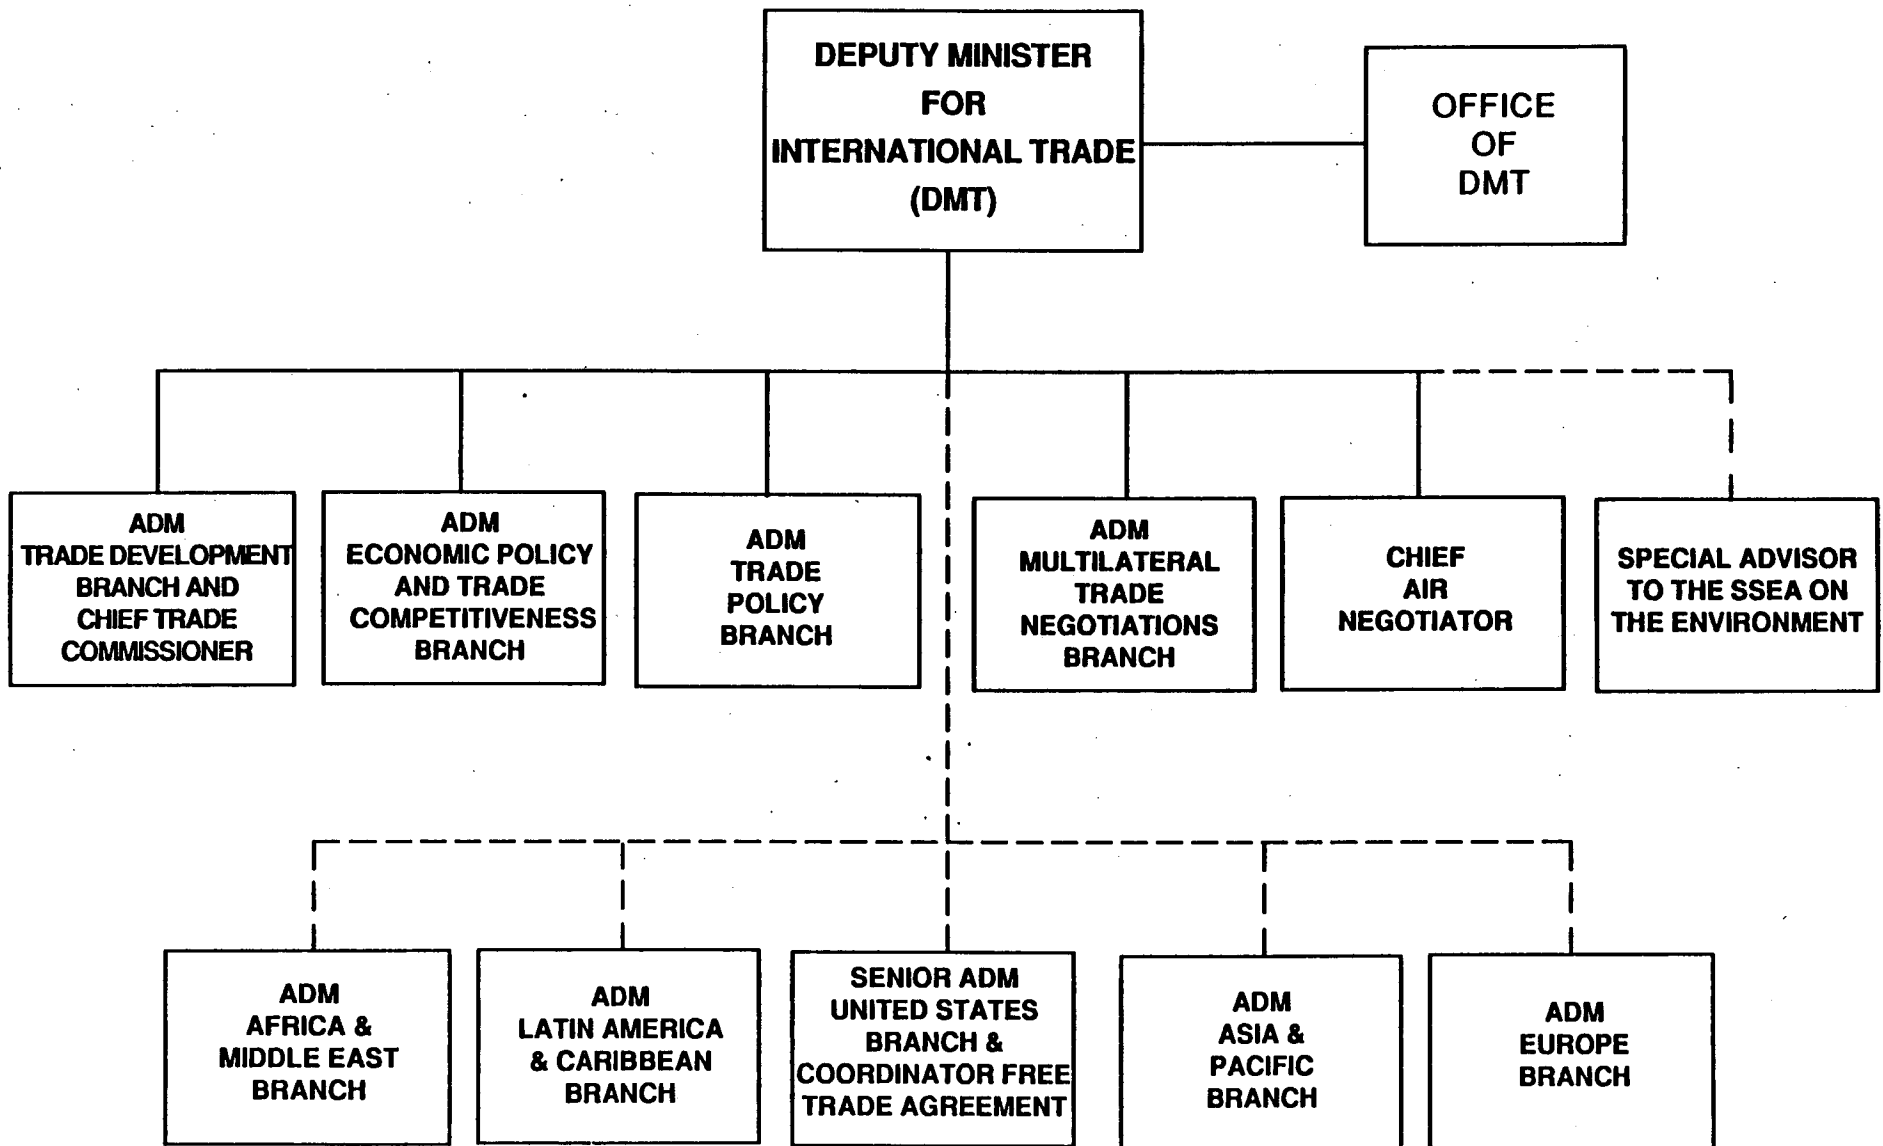 DEPUTY MINISTER
FOR
INTERNATIONAL TRADE
(DMT)
OFFICE
OF
DMT
ADM
TRADE DEVELOPMENT
BRANCH AND
CHIEF TRADE
COMMISSIONER
ADM
ECONOMIC POLICY
AND TRADE
COMPETITIVENESS
BRANCH
ADM
TRADE
POLICY
BRANCH
ADM
MULTILATERAL
TRADE
NEGOTIATIONS
BRANCH
CHIEF
AIR
NEGOTIATOR
SPECIAL ADVISOR
TO THE SSEA ON
THE ENVIRONMENT
ADM
AFRICA &
MIDDLE EAST
BRANCH
ADM
LATIN AMERICA
& CARIBBEAN
BRANCH
SENIOR ADM
UNITED STATES
BRANCH &
COORDINATOR FREE
TRADE AGREEMENT
ADM
ASIA &
PACIFIC
BRANCH
ADM
EUROPE
BRANCH